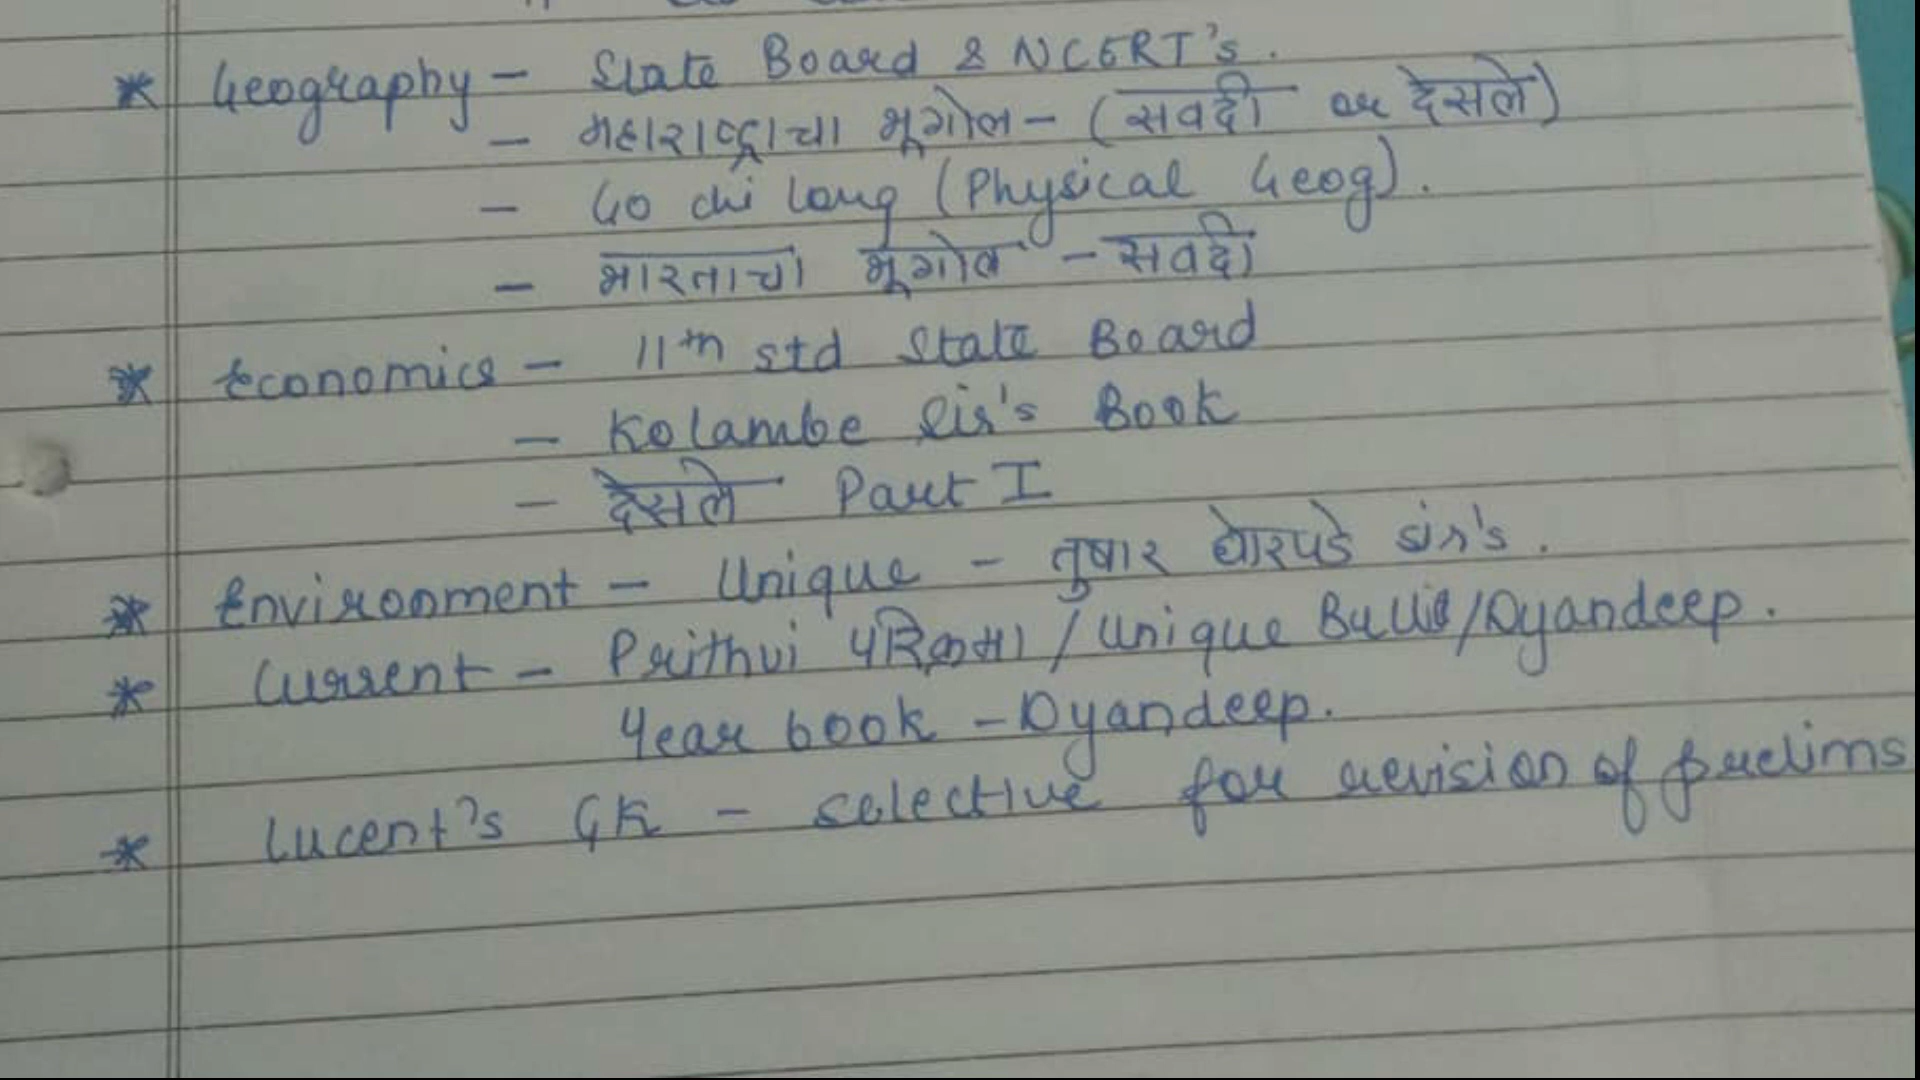 * Geography - State Board & NCERT's.
- महाराष्ट्राचा भूगोल - (सवदी or देसले)
- Go chi Long (Physical Geog).
- भारताचा भूगोल - सवदी
* Economics - 11th std State Board
- Kolambe Sir's Book
- देसले Part I
* Environment - Unique - तुषार घोरपडे सर's.
* Current - Prithvi परिक्रमा / Unique Bulle / Dyandeep.
Year book - Dyandeep.
* Lucent's GK - selective for revision of prelims